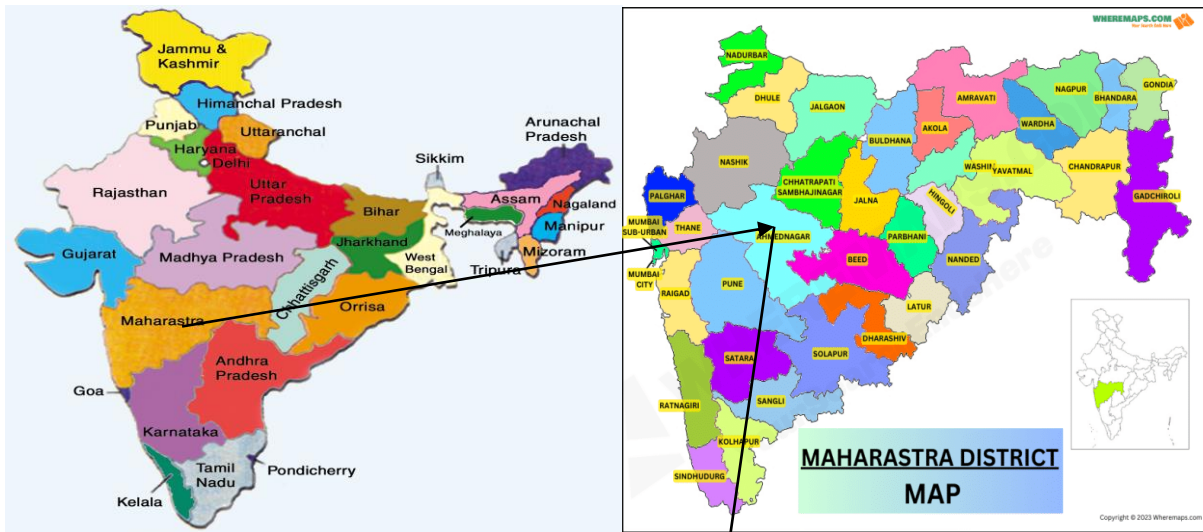 Jammu &
Kashmir
Himanchal Pradesh
Punjab
Uttaranchal
Haryana
Delhi
Arunachal
Pradesh
Sikkim
Rajasthan
Uttar
Pradesh
Assam
Nagaland
Bihar
Meghalaya
Manipur
Jharkhand
Gujarat
Madhya Pradesh
West
Bengal
Tripura
Mizoram
Chhattisgarh
Orrisa
Maharastra
Andhra
Pradesh
Goa
Karnataka
Tamil
Nadu
Pondicherry
Kelala
WHEREMAPS.COM
NADURBAR
DHULE
JALGAON
AMRAVATI
NAGPUR
BHANDARA
GONDIA
BULDHANA
AKOLA
WARDHA
NASHIK
WASHIM
YAVATMAL
CHANDRAPUR
CHHATRAPATI
SAMBHAJINAGAR
JALNA
HINGOLI
GADCHIROLI
PALGHAR
MUMBAI
SUB-URBAN
THANE
AHMEDNAGAR
PARBHANI
BEED
NANDED
MUMBAI
CITY
RAIGAD
PUNE
LATUR
DHARASHIV
SATARA
SOLAPUR
RATNAGIRI
SANGLI
KOLHAPUR
SINDHUDURG
MAHARASTRA DISTRICT
MAP
Copyright © 2023 Wheremaps.com